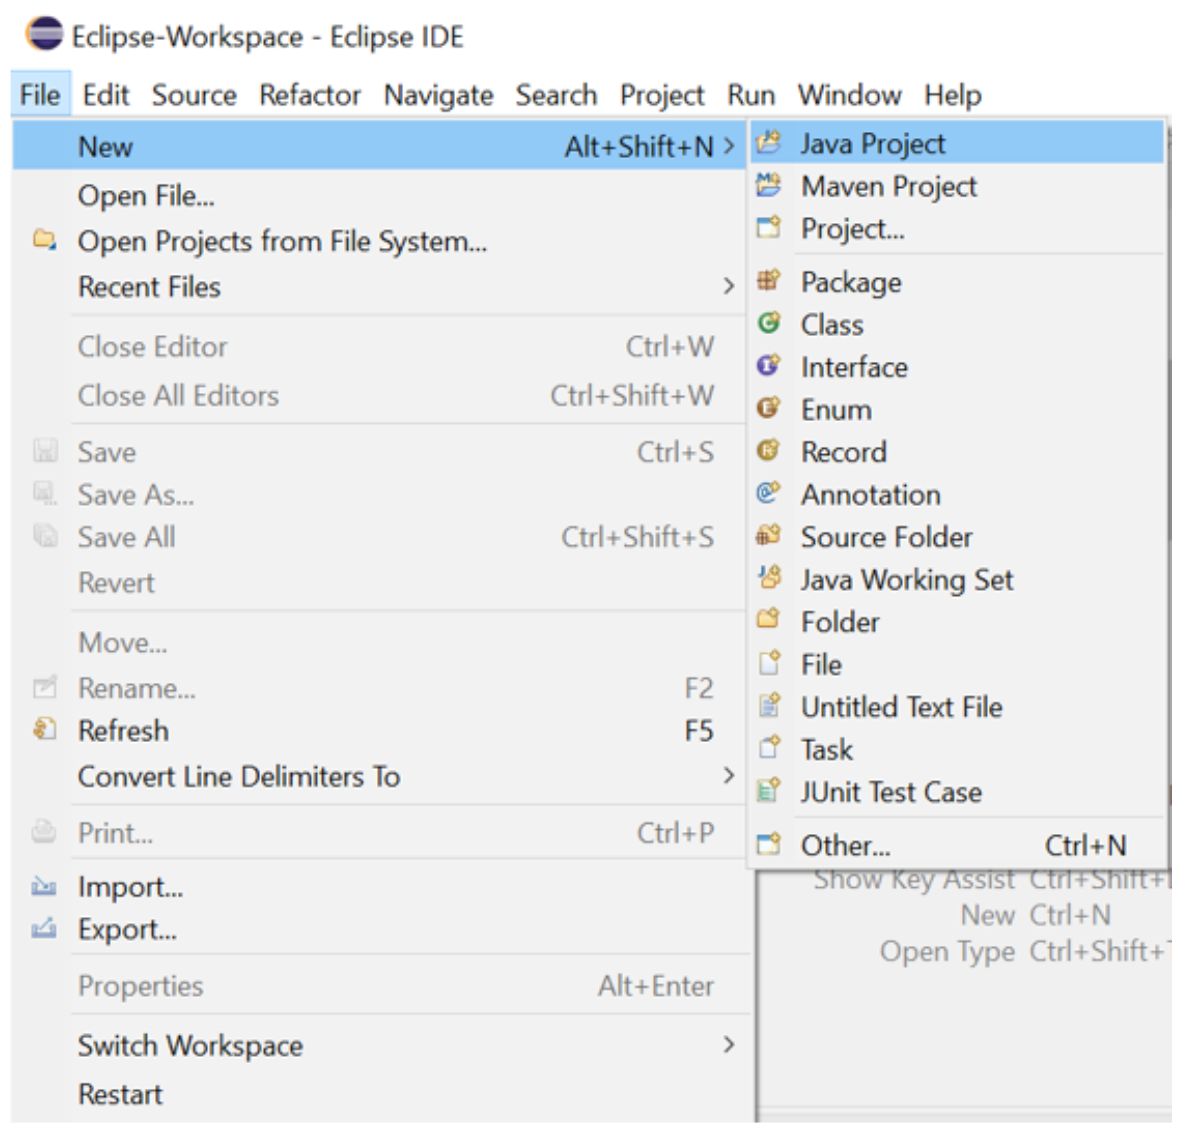 Eclipse-Workspace - Eclipse IDE
File Edit Source Refactor Navigate Search Project Run Window Help
New Alt+Shift+N >
Open File...
Open Projects from File System...
Recent Files >
Close Editor Ctrl+W
Close All Editors Ctrl+Shift+W
Save Ctrl+S
Save As...
Save All Ctrl+Shift+S
Revert
Move...
Rename... F2
Refresh F5
Convert Line Delimiters To >
Print... Ctrl+P
Import...
Export...
Properties Alt+Enter
Switch Workspace >
Restart
Java Project
Maven Project
Project...
Package
Class
Interface
Enum
Record
Annotation
Source Folder
Java Working Set
Folder
File
Untitled Text File
Task
JUnit Test Case
Other... Ctrl+N
Show Key Assist Ctrl+Shift+
New Ctrl+N
Open Type Ctrl+Shift+